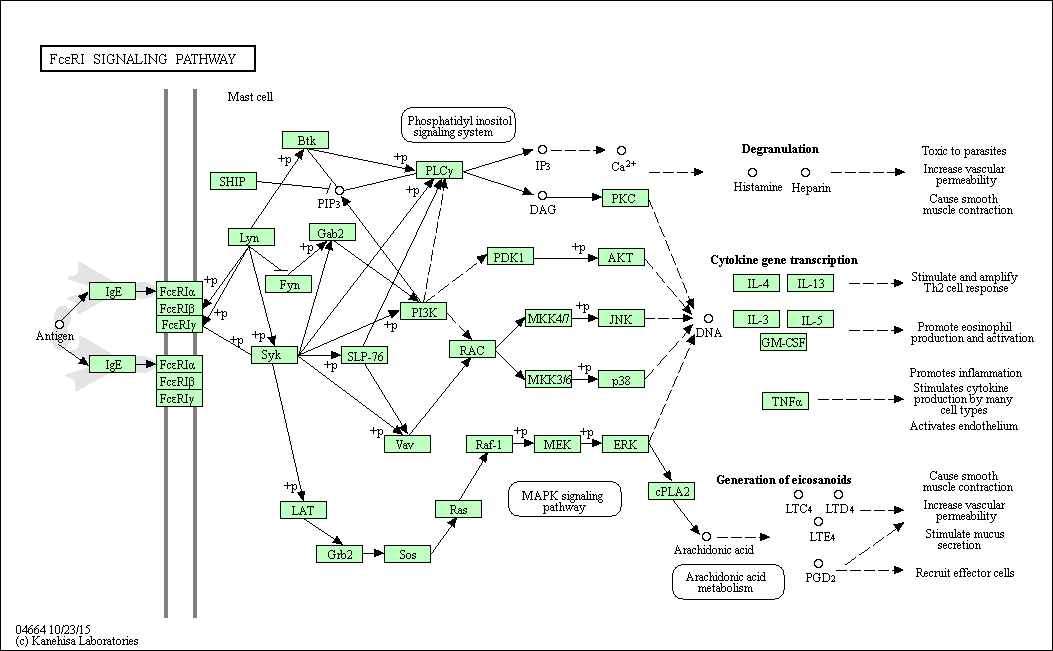 FcεRI SIGNALING PATHWAY
Mast cell
Phosphatidyl inositol
signaling system
Btk
+p
+p
PLCγ
+p
SHIP
PIP3
IP3
Ca2+
DAG
PKC
Degranulation
Histamine
Heparin
Toxic to parasites
Increase vascular
permeability
Cause smooth
muscle contraction
Lyn
Gab2
+p
Fyn
PDK1
+p
AKT
Cytokine gene transcription
IL-4
IL-13
Stimulate and amplify
Th2 cell response
IL-3
IL-5
GM-CSF
Promote eosinophil
production and activation
IgE
FcεRIα
FcεRIβ
FcεRIγ
+p
+p
Antigen
PI3K
+p
MKK4/7
+p
JNK
DNA
+p
Syk
+p
SLP-76
RAC
IgE
FcεRIα
FcεRIβ
FcεRIγ
MKK3/6
+p
p38
Promotes inflammation
TNFα
Stimulates cytokine
production by many
cell types
Activates endothelium
+p
Vav
Raf-1
+p
MEK
+p
ERK
+p
LAT
Ras
MAPK signaling
pathway
cPLA2
Generation of eicosanoids
LTC4
LTD4
LTE4
PGD2
Cause smooth
muscle contraction
Increase vascular
permeability
Stimulate mucus
secretion
Recruit effector cells
Grb2
Sos
Arachidonic acid
Arachidonic acid
metabolism
04664 10/23/15
(c) Kanehisa Laboratories